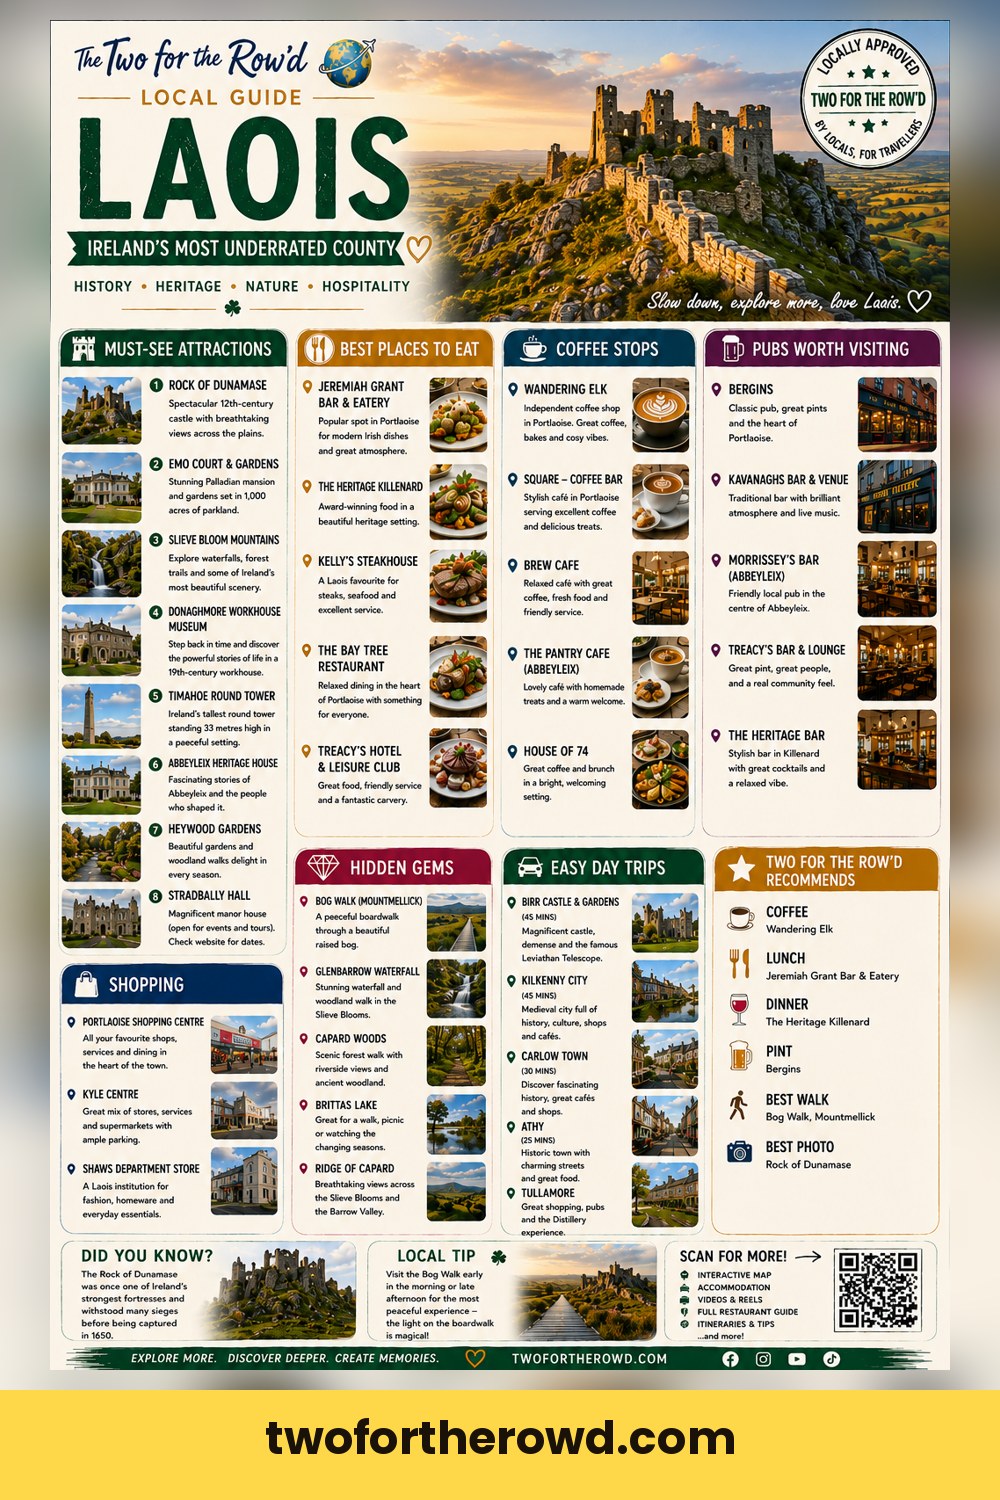 The Two for the Row'd
LOCAL GUIDE
LAOIS
IRELAND'S MOST UNDERRATED COUNTY
HISTORY • HERITAGE • NATURE • HOSPITALITY
LOCALLY APPROVED
TWO FOR THE ROW'D
BY LOCALS, FOR TRAVELLERS
Slow down, explore more, love Laois.
MUST-SEE ATTRACTIONS
1 ROCK OF DUNAMASE
Spectacular 12th-century
castle with breathtaking
views across the plains.
2 EMO COURT & GARDENS
Stunning Palladian mansion
and gardens set in 1,000
acres of parkland.
3 SLIEVE BLOOM MOUNTAINS
Explore waterfalls, forest
trails and some of Ireland's
most beautiful scenery.
4 DONAGHMORE WORKHOUSE
MUSEUM
Step back in time and discover
the powerful stories of life in a
19th-century workhouse.
5 TIMAHOE ROUND TOWER
Ireland's tallest round tower
standing 33 metres high in
a peaceful setting.
6 ABBEYLEIX HERITAGE HOUSE
Fascinating stories of
Abbeyleix and the people
who shaped it.
7 HEYWOOD GARDENS
Beautiful gardens and
woodland walks delight in
every season.
8 STRADBALLY HALL
Magnificent manor house
(open for events and tours).
Check website for dates.
BEST PLACES TO EAT
JEREMIAH GRANT
BAR & EATERY
Popular spot in Portlaoise
for modern Irish dishes
and great atmosphere.
THE HERITAGE KILLENARD
Award-winning food in a
beautiful heritage setting.
KELLY'S STEAKHOUSE
A Laois favourite for
steaks, seafood and
excellent service.
THE BAY TREE
RESTAURANT
Relaxed dining in the heart
of Portlaoise with something
for everyone.
TREACY'S HOTEL
& LEISURE CLUB
Great food, friendly service
and a fantastic carvery.
COFFEE STOPS
WANDERING ELK
Independent coffee shop
in Portlaoise. Great coffee,
bakes and cosy vibes.
SQUARE – COFFEE BAR
Stylish café in Portlaoise
serving excellent coffee
and delicious treats.
BREW CAFE
Relaxed café with great
coffee, fresh food and
friendly service.
THE PANTRY CAFE
(ABBEYLEIX)
Lovely café with homemade
treats and a warm welcome.
HOUSE OF 74
Great coffee and brunch
in a bright, welcoming
setting.
PUBS WORTH VISITING
BERGINS
Classic pub, great pints
and the heart of
Portlaoise.
KAVANAGHS BAR & VENUE
Traditional bar with brilliant
atmosphere and live music.
MORRISSEY'S BAR
(ABBEYLEIX)
Friendly local pub in the
centre of Abbeyleix.
TREACY'S BAR & LOUNGE
Great pint, great people,
and a real community feel.
THE HERITAGE BAR
Stylish bar in Killenard
with great cocktails and
a relaxed vibe.
SHOPPING
PORTLAOISE SHOPPING CENTRE
All your favourite shops,
services and dining in
the heart of the town.
KYLE CENTRE
Great mix of stores, services
and supermarkets with
ample parking.
SHAWS DEPARTMENT STORE
A Laois institution for
fashion, homeware and
everyday essentials.
HIDDEN GEMS
BOG WALK (MOUNTMELLICK)
A peeceful boardwalk
through a beautiful
raised bog.
GLENBARROW WATERFALL
Stunning waterfall and
woodland walk in the
Slieve Blooms.
CAPARD WOODS
Scenic forest walk with
riverside views and
ancient woodland.
BRITTAS LAKE
Great for a walk, picnic
or watching the
changing seasons.
RIDGE OF CAPARD
Breathtaking views across
the Slieve Blooms and
the Barrow Valley.
EASY DAY TRIPS
BIRR CASTLE & GARDENS
(45 MINS)
Magnificent castle,
demense and the famous
Leviathan Telescope.
KILKENNY CITY
(45 MINS)
Medieval city full of
history, culture, shops
and cafés.
CARLOW TOWN
(30 MINS)
Discover fascinating
history, great cafés
and shops.
ATHY
(25 MINS)
Historic town with
charming streets
and great food.
TULLAMORE
Great shopping, pubs
and the Distillery
experience.
TWO FOR THE ROW'D
RECOMMENDS
COFFEE
Wandering Elk
LUNCH
Jeremiah Grant Bar & Eatery
DINNER
The Heritage Killenard
PINT
Bergins
BEST WALK
Bog Walk, Mountmellick
BEST PHOTO
Rock of Dunamase
DID YOU KNOW?
The Rock of Dunamase
was once one of Ireland's
strongest fortresses and
withstood many sieges
before being captured
in 1650.
LOCAL TIP
Visit the Bog Walk early
in the morning or late
afternoon for the most
peaceful experience –
the light on the boardwalk
is magical!
SCAN FOR MORE!
INTERACTIVE MAP
ACCOMMODATION
VIDEOS & REELS
FULL RESTAURANT GUIDE
ITINERARIES & TIPS
...and more!
EXPLORE MORE. DISCOVER DEEPER. CREATE MEMORIES.
TWOFORTHEROWD.COM
twofortherowd.com